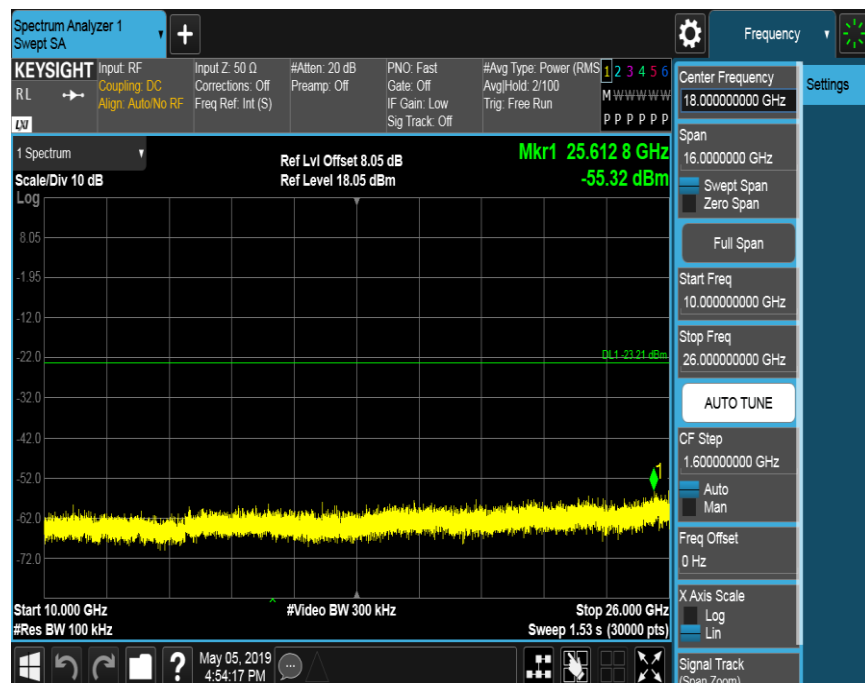 Spectrum Analyzer 1
Swept SA
Frequency
KEYSIGHT
RL
LXI
Input: RF
Coupling: DC
Align: Auto/No RF
Input Z: 50 Ω
Corrections: Off
Freq Ref: Int (S)
#Atten: 20 dB
Preamp: Off
PNO: Fast
Gate: Off
IF Gain: Low
Sig Track: Off
#Avg Type: Power (RMS
Avg|Hold: 2/100
Trig: Free Run
1 2 3 4 5 6
M W W W W W
P P P P P P
Center Frequency
18.000000000 GHz
Settings
Span
16.0000000 GHz
Swept Span
Zero Span
Full Span
Start Freq
10.000000000 GHz
Stop Freq
26.000000000 GHz
AUTO TUNE
CF Step
1.600000000 GHz
Auto
Man
Freq Offset
0 Hz
X Axis Scale
Log
Lin
Signal Track
(Span Zoom)
1 Spectrum
Scale/Div 10 dB
Ref Lvl Offset 8.05 dB
Ref Level 18.05 dBm
Mkr1 25.612 8 GHz
-55.32 dBm
Log
8.05
-1.95
-12.0
-22.0
DL1 -23.21 dBm
-32.0
-42.0
-52.0
1
-62.0
-72.0
Start 10.000 GHz
#Video BW 300 kHz
Stop 26.000 GHz
#Res BW 100 kHz
Sweep 1.53 s (30000 pts)
May 05, 2019
4:54:17 PM